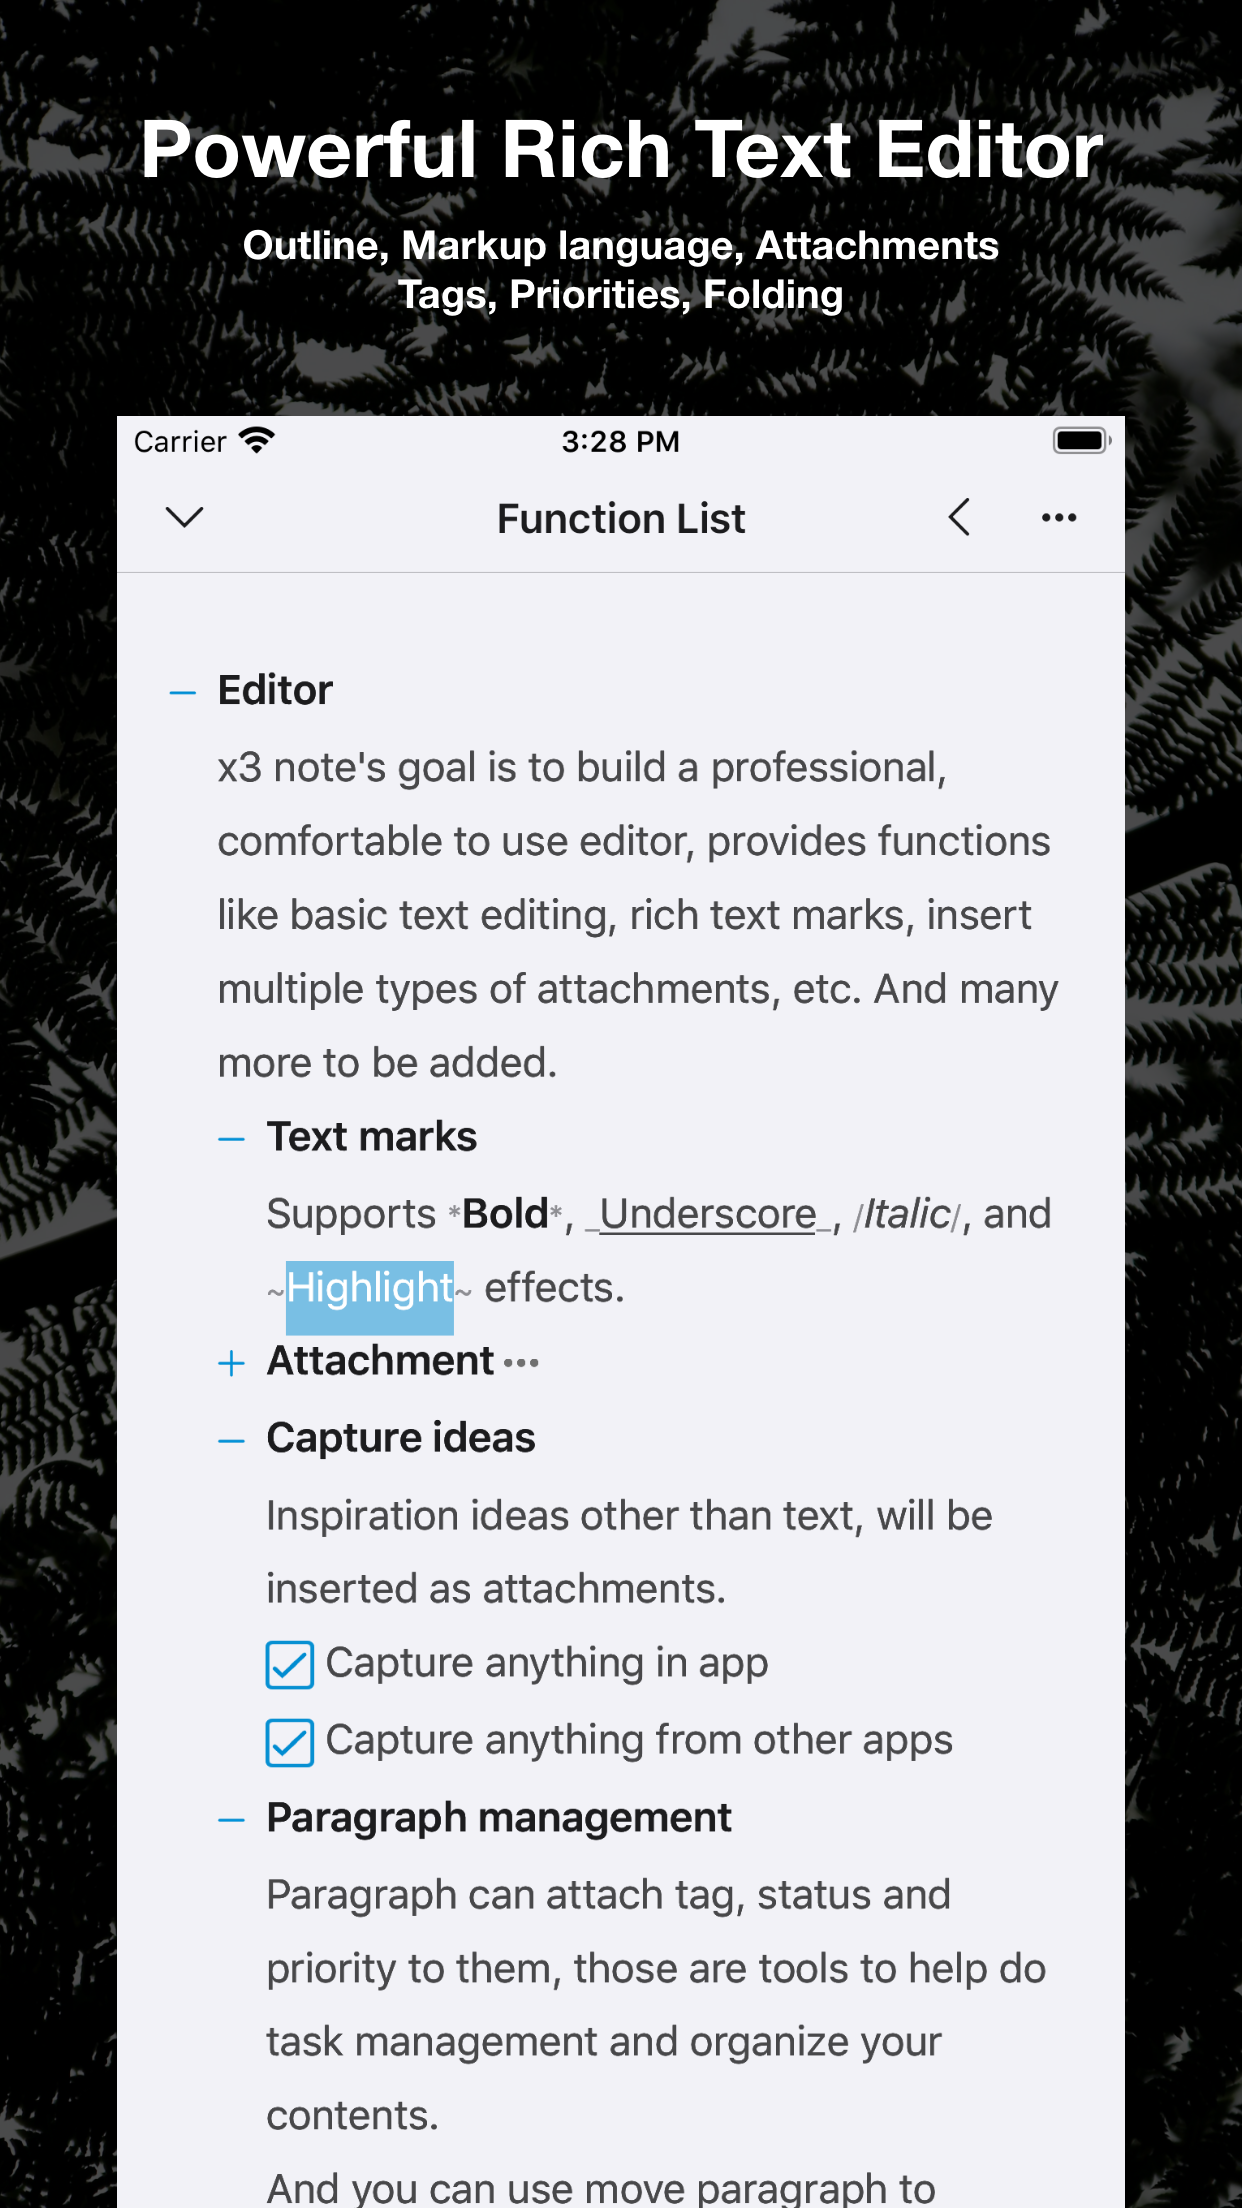 Powerful Rich Text Editor
Outline, Markup language, Attachments
Tags, Priorities, Folding
Carrier 3:28 PM
Function List
Editor
x3 note's goal is to build a professional,
comfortable to use editor, provides functions
like basic text editing, rich text marks, insert
multiple types of attachments, etc. And many
more to be added.
Text marks
Supports *Bold*, _Underscore_, /Italic/, and
~Highlight~ effects.
Attachment •••
Capture ideas
Inspiration ideas other than text, will be
inserted as attachments.
Capture anything in app
Capture anything from other apps
Paragraph management
Paragraph can attach tag, status and
priority to them, those are tools to help do
task management and organize your
contents.
And you can use move paragraph to